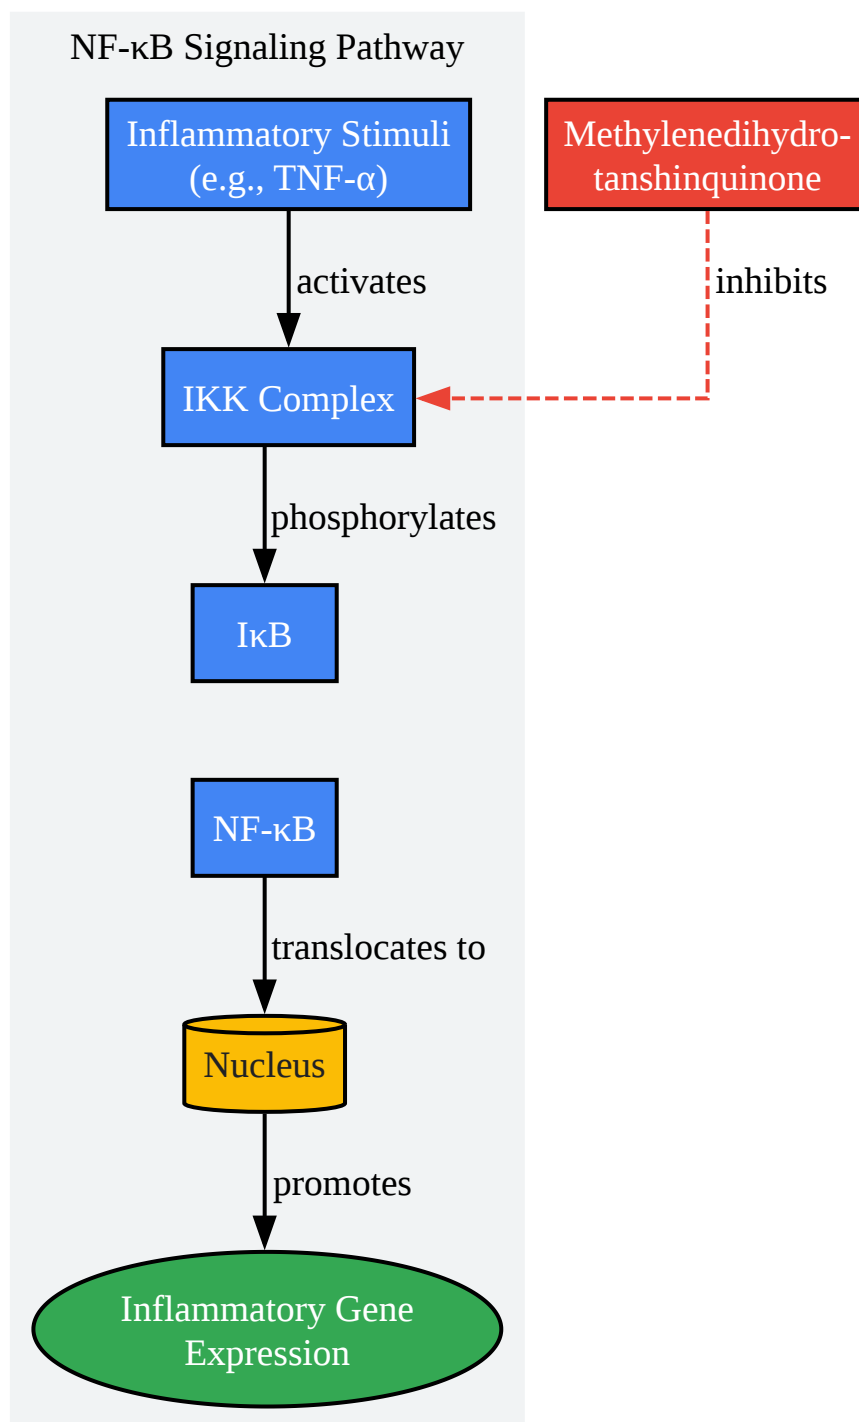 NF-κB Signaling Pathway
Inflammatory Stimuli
(e.g., TNF-α)
Methylenedihydro-
tanshinquinone
activates
inhibits
IKK Complex
phosphorylates
IκB
NF-κB
translocates to
Nucleus
promotes
Inflammatory Gene
Expression